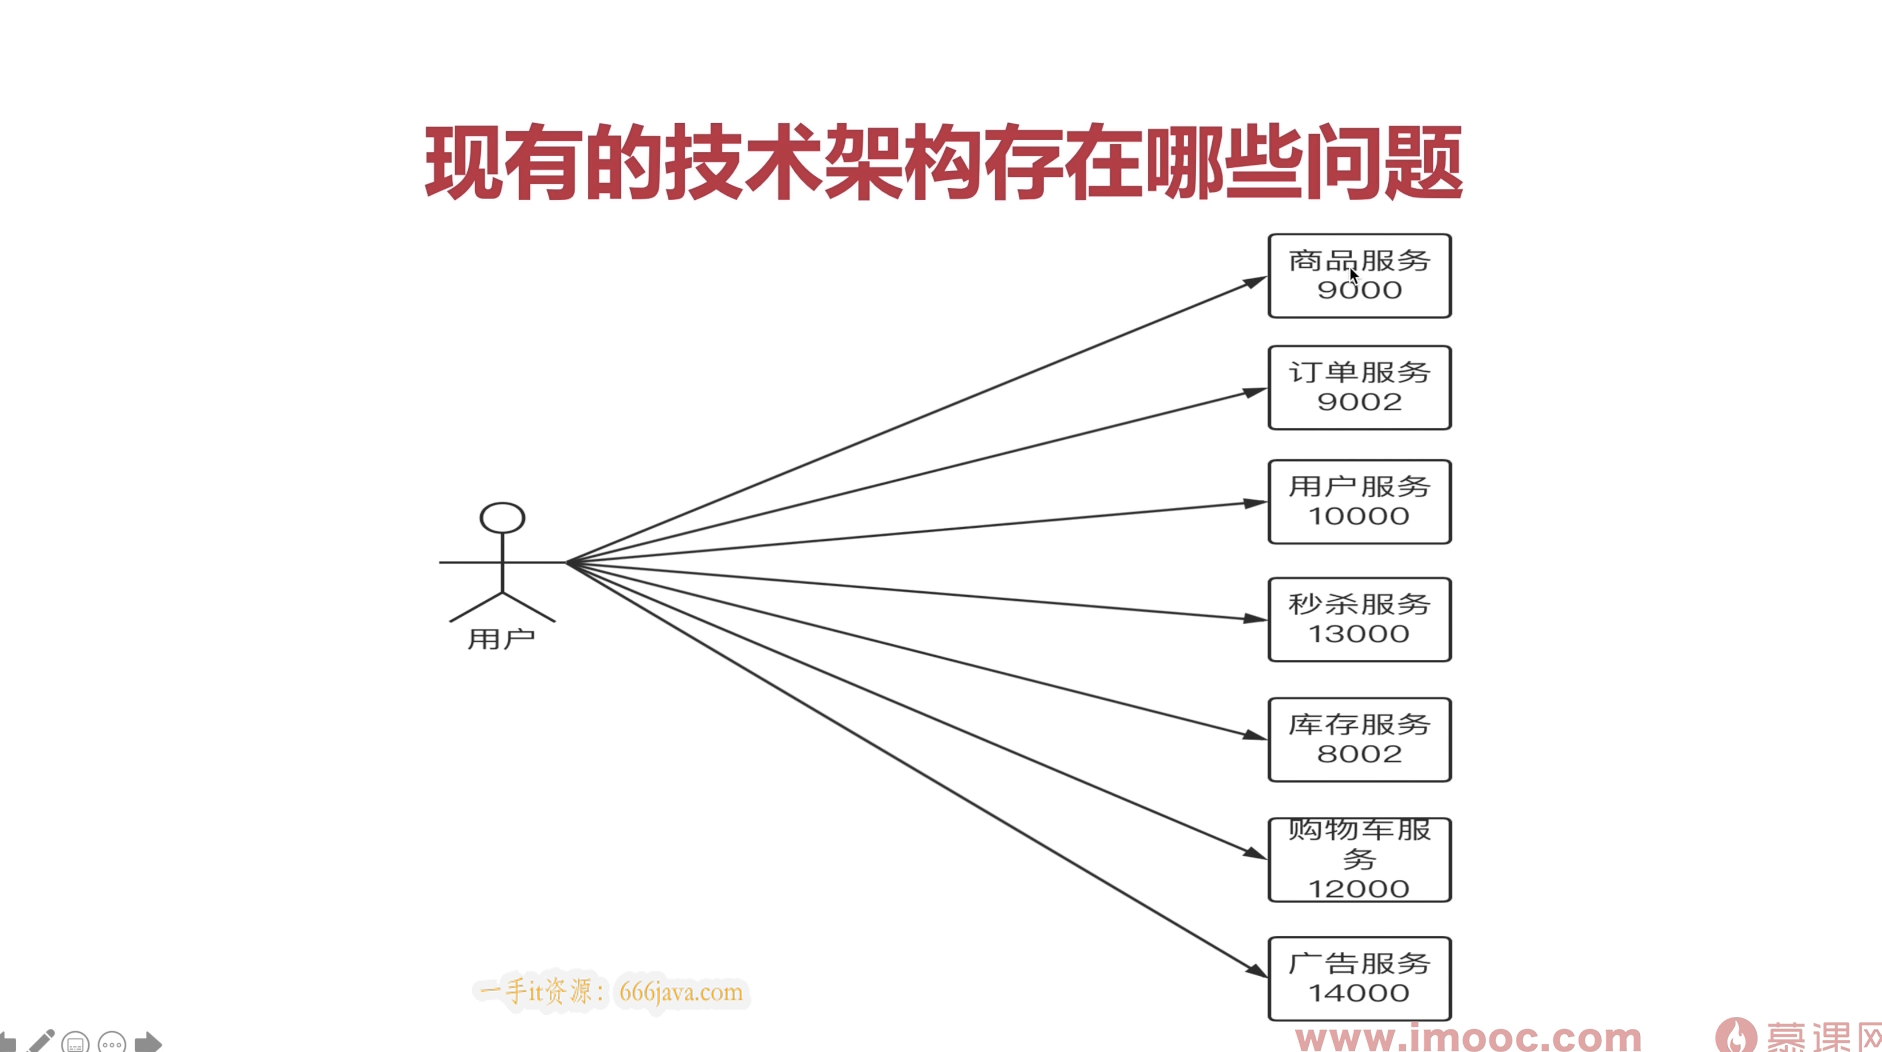 现有的技术架构存在哪些问题
商品服务
9000
订单服务
9002
用户服务
10000
用户
秒杀服务
13000
库存服务
8002
购物车服
务
12000
广告服务
14000
一手it资源：666java.com
www.imooc.com
慕课网